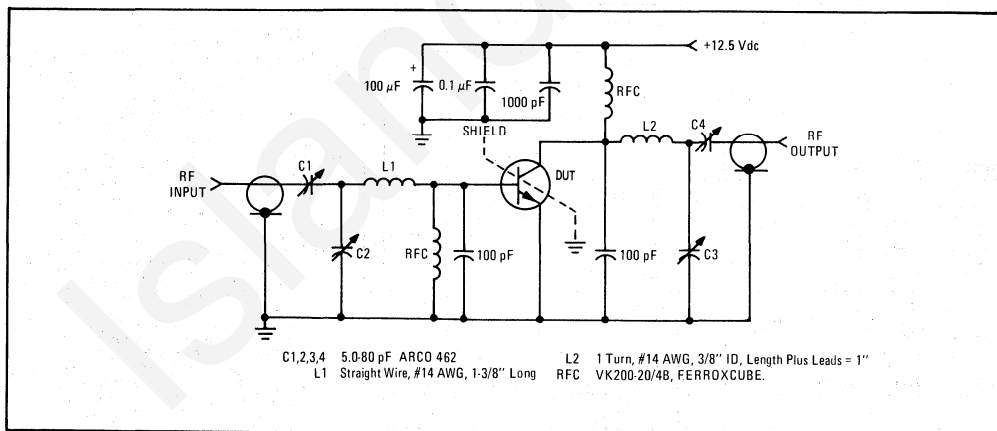 +12.5 Vdc
+
100 µF
0.1 µF
1000 pF
RFC
SHIELD
L2
C4
RF
OUTPUT
C1
L1
DUT
RF
INPUT
C2
RFC
100 pF
100 pF
C3
C1,2,3,4 5.0-80 pF ARCO 462
L1 Straight Wire, #14 AWG, 1-3/8" Long
L2 1 Turn, #14 AWG, 3/8" ID, Length Plus Leads = 1"
RFC VK200-20/4B, FERROXCUBE.
Island